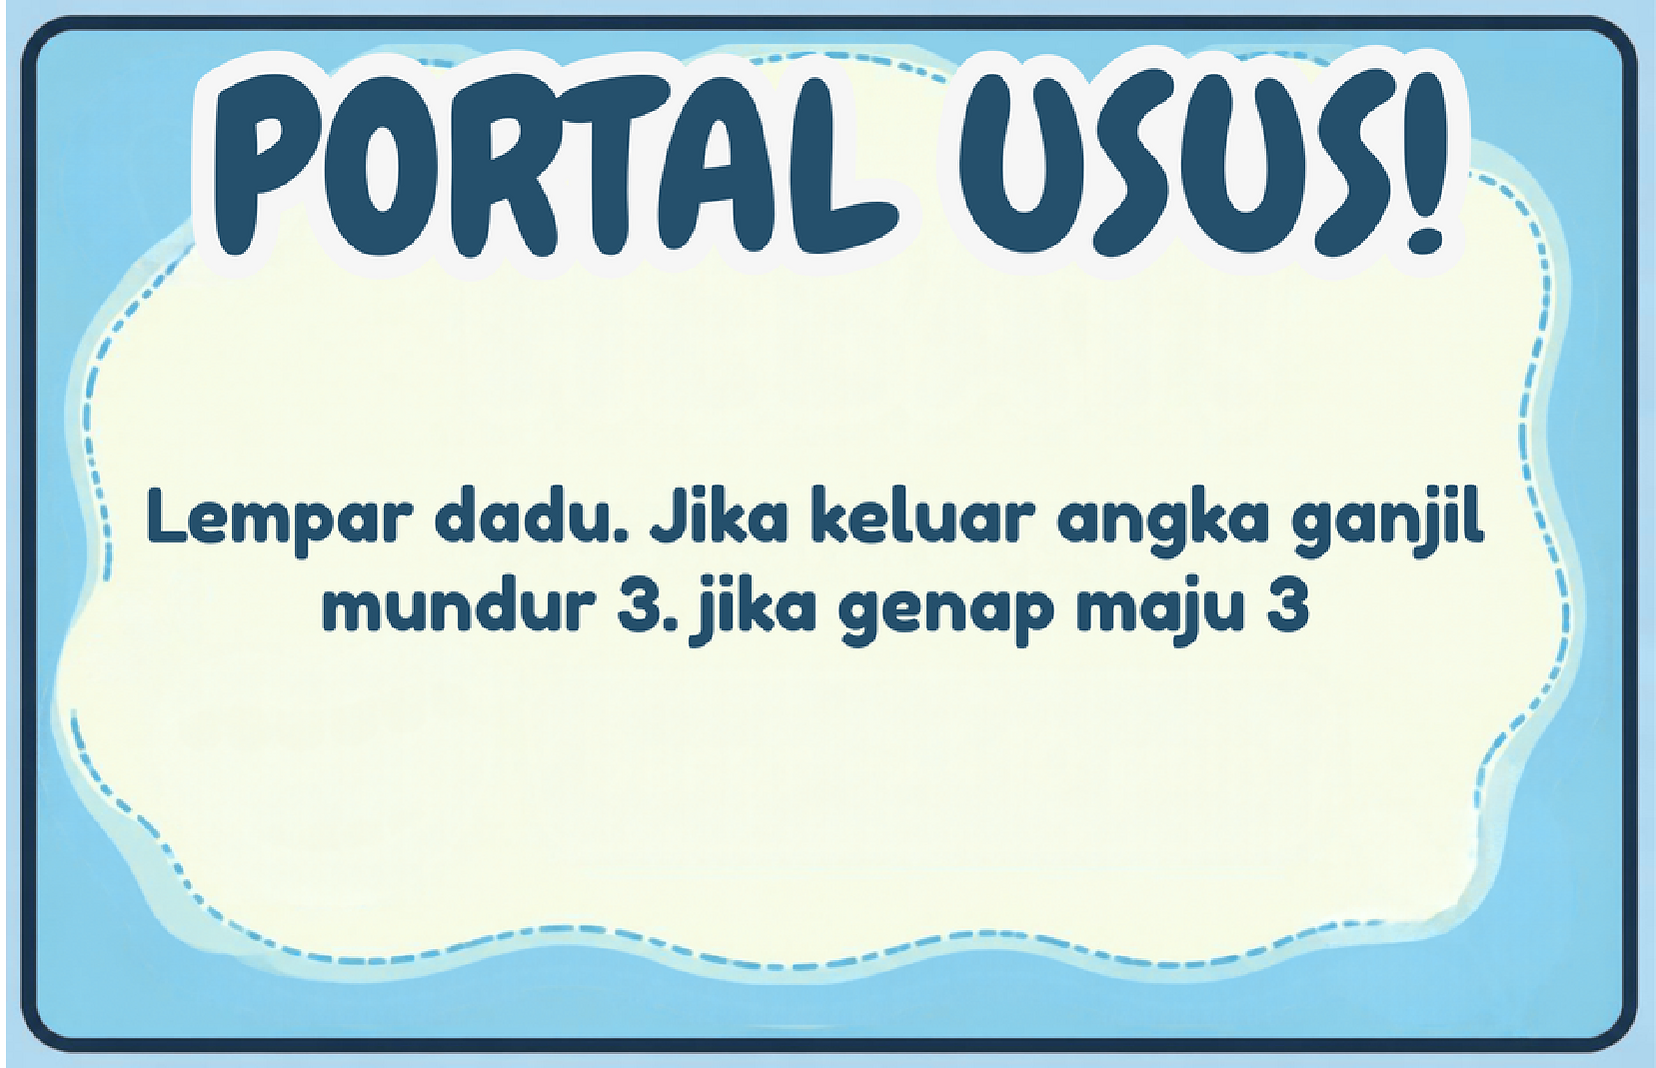 PORTAL USUS!
Lempar dadu. Jika keluar angka ganjil
mundur 3. jika genap maju 3